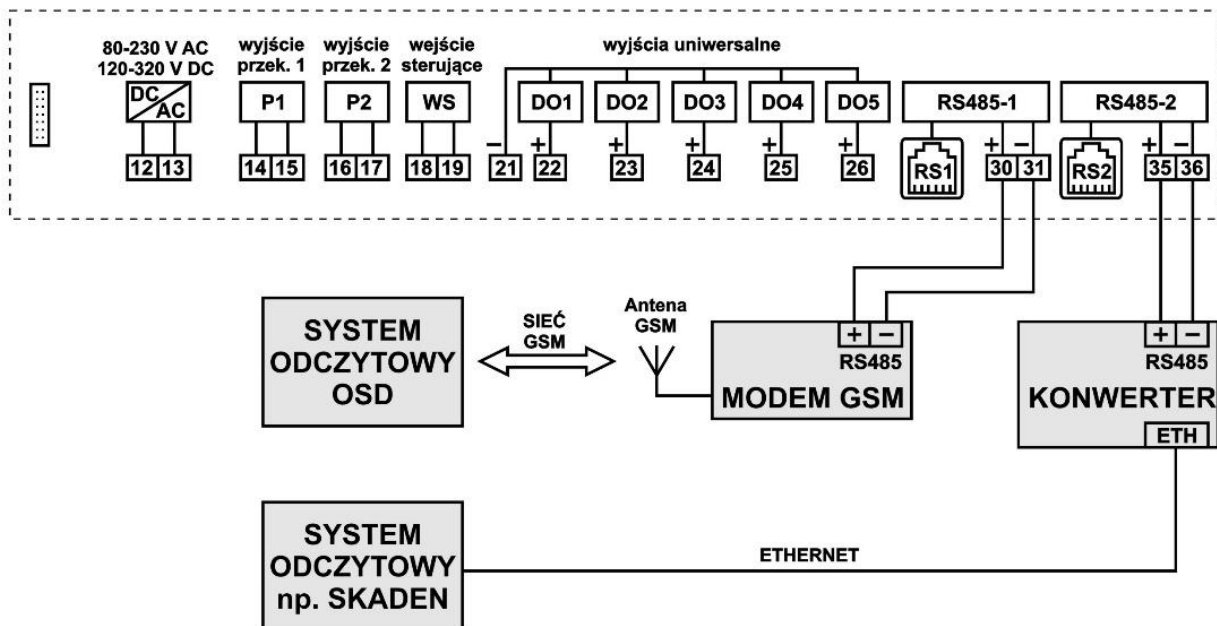 80-230 V AC
120-320 V DC
wyjście
przek. 1
wyjście
przek. 2
wejście
sterujące
wyjścia uniwersalne
DC
AC
P1
P2
WS
DO1
DO2
DO3
DO4
DO5
RS485-1
RS485-2
− + + + + +
RS1
+ −
RS2
+ −
12 13 14 15 16 17 18 19 21 22 23 24 25 26 30 31 35 36
SYSTEM
ODCZYTOWY
OSD
SIEĆ
GSM
Antena
GSM
+ −
RS485
MODEM GSM
+ −
RS485
KONWERTER
ETH
SYSTEM
ODCZYTOWY
np. SKADEN
ETHERNET